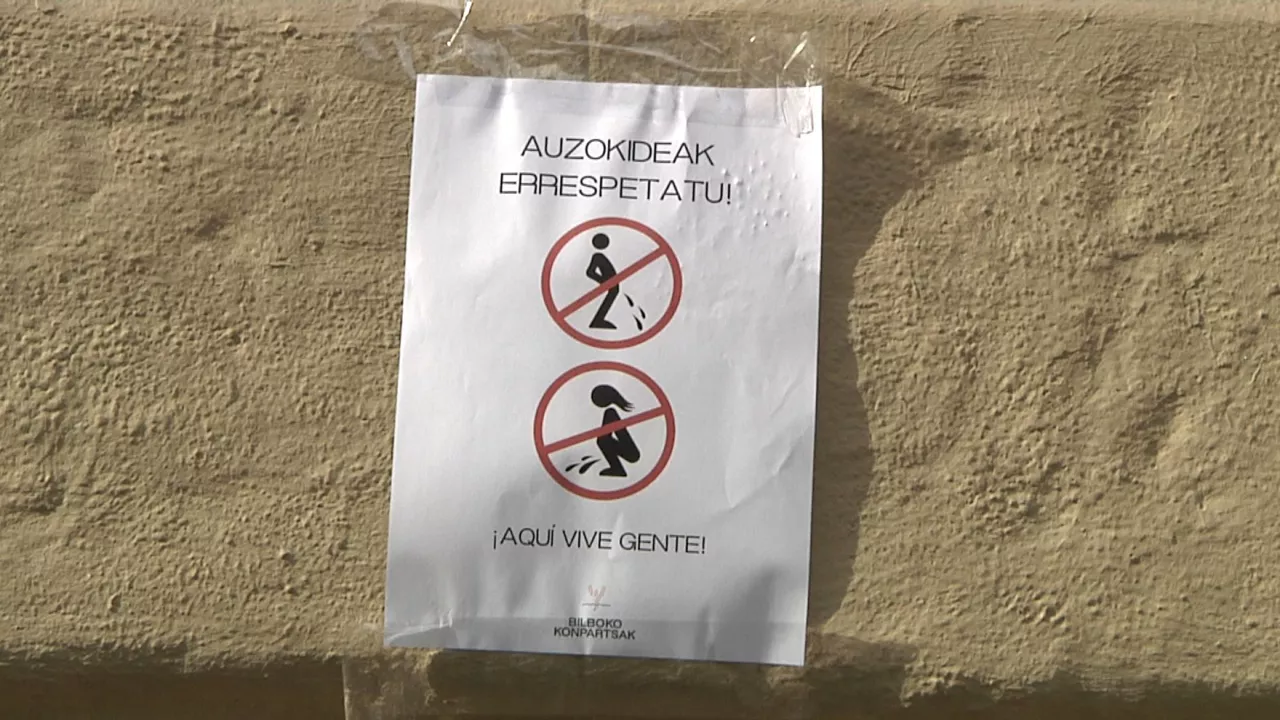 AUZOKIDEAK
ERRESPETATU!
¡AQUÍ VIVE GENTE!
BILBOKO
KONPARTSAK